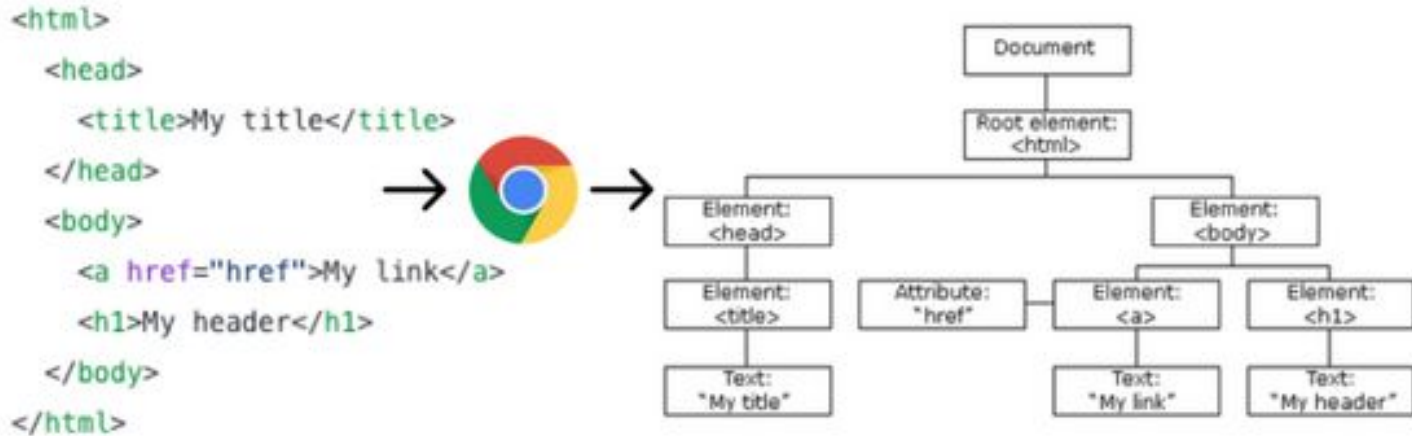 <html>
<head>
<title>My title</title>
</head>
<body>
<a href="href">My link</a>
<h1>My header</h1>
</body>
</html>
Document
Root element:
<html>
Element:
<head>
Element:
<body>
Element:
<title>
Attribute:
"href"
Element:
<a>
Element:
<h1>
Text:
"My title"
Text:
"My link"
Text:
"My header"